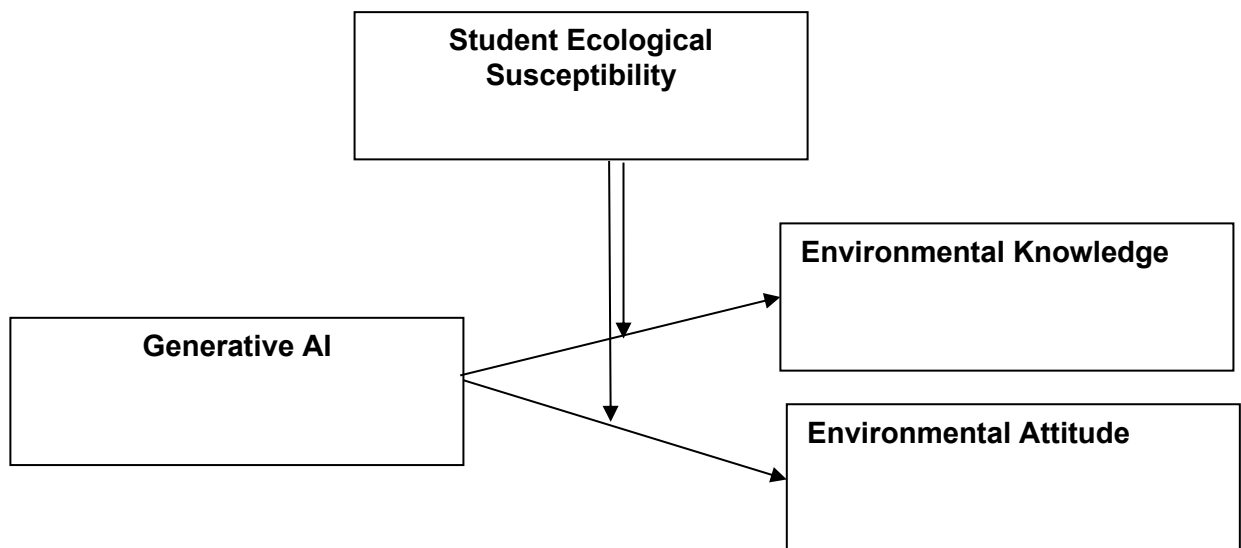 Student Ecological
Susceptibility
Environmental Knowledge
Generative AI
Environmental Attitude